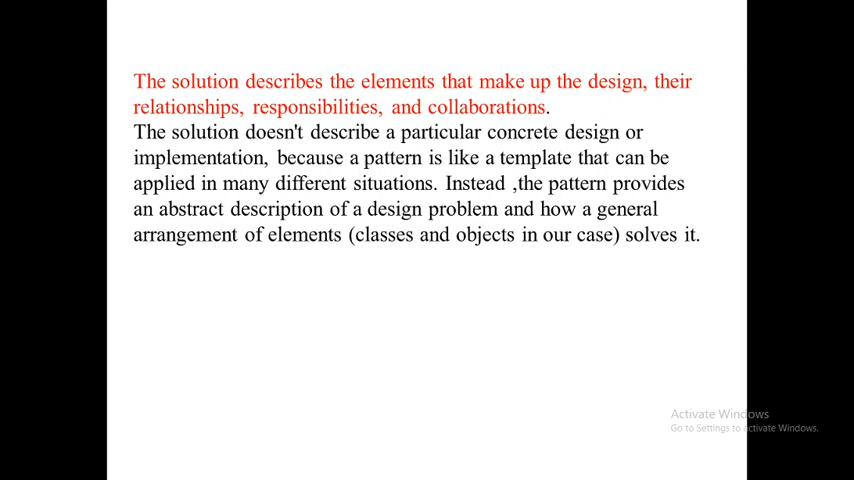 The solution describes the elements that make up the design, their
relationships, responsibilities, and collaborations.
The solution doesn't describe a particular concrete design or
implementation, because a pattern is like a template that can be
applied in many different situations. Instead ,the pattern provides
an abstract description of a design problem and how a general
arrangement of elements (classes and objects in our case) solves it.
Activate Windows
Go to Settings to activate Windows.